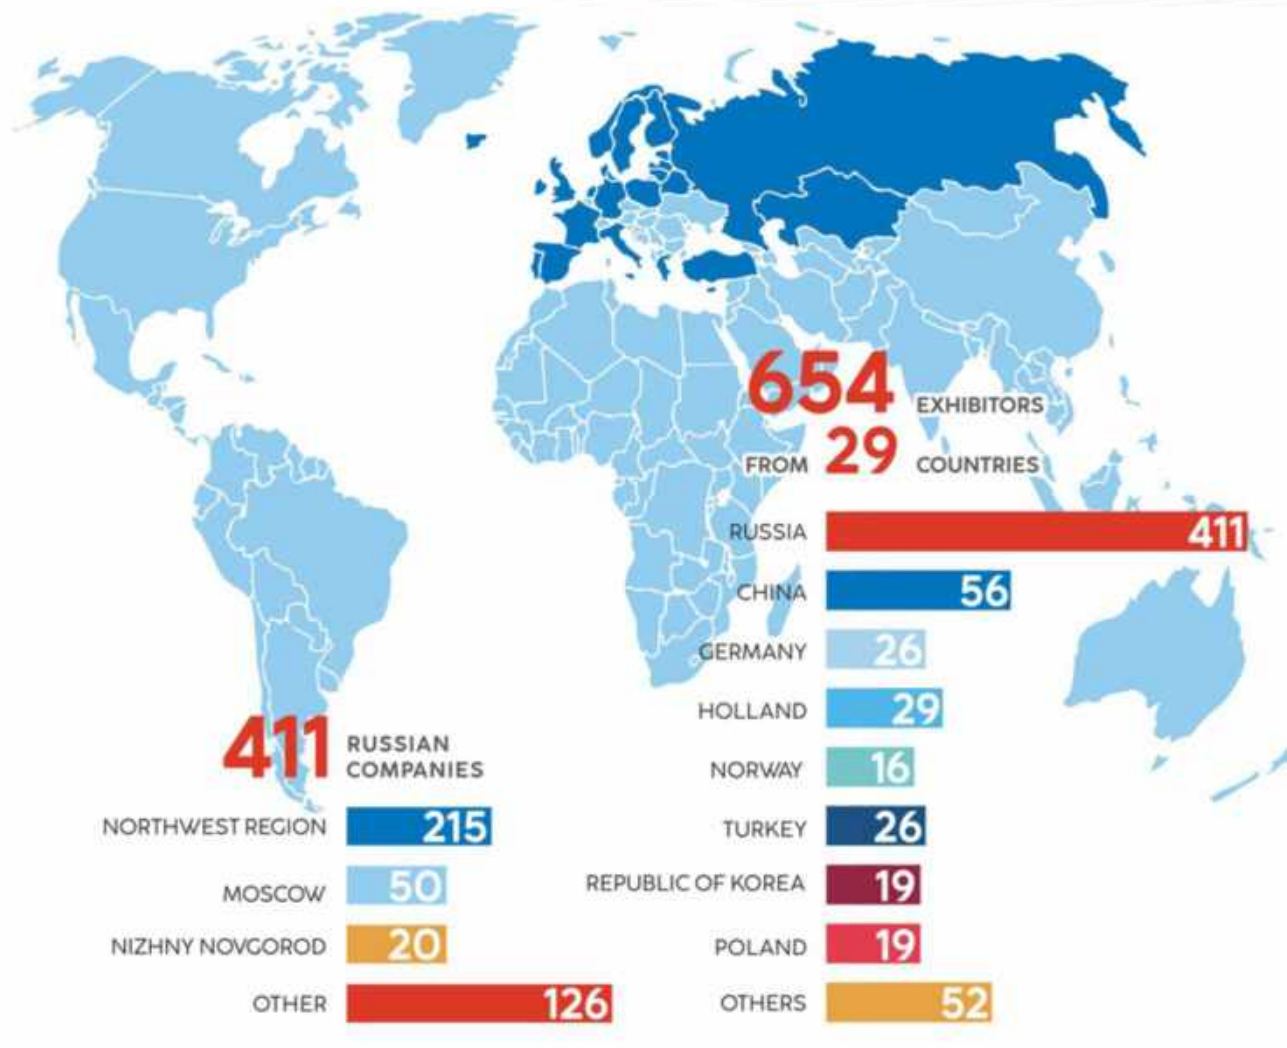 654 EXHIBITORS
FROM 29 COUNTRIES
RUSSIA 411
CHINA 56
GERMANY 26
HOLLAND 29
NORWAY 16
TURKEY 26
REPUBLIC OF KOREA 19
POLAND 19
OTHERS 52
411 RUSSIAN
COMPANIES
NORTHWEST REGION 215
MOSCOW 50
NIZHNY NOVGOROD 20
OTHER 126